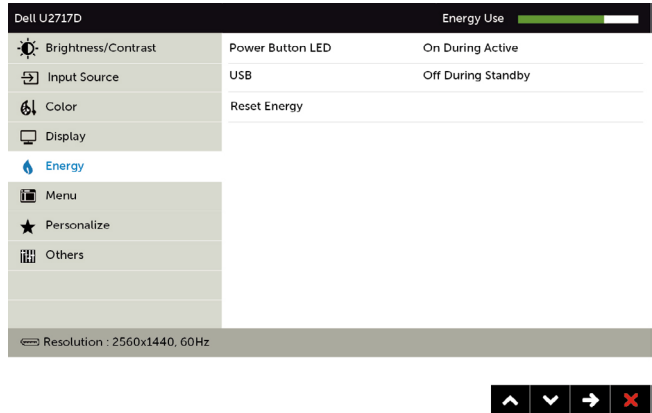 Dell U2717D Energy Use
Brightness/Contrast Power Button LED On During Active
Input Source USB Off During Standby
Color Reset Energy
Display
Energy
Menu
Personalize
Others
Resolution : 2560x1440, 60Hz